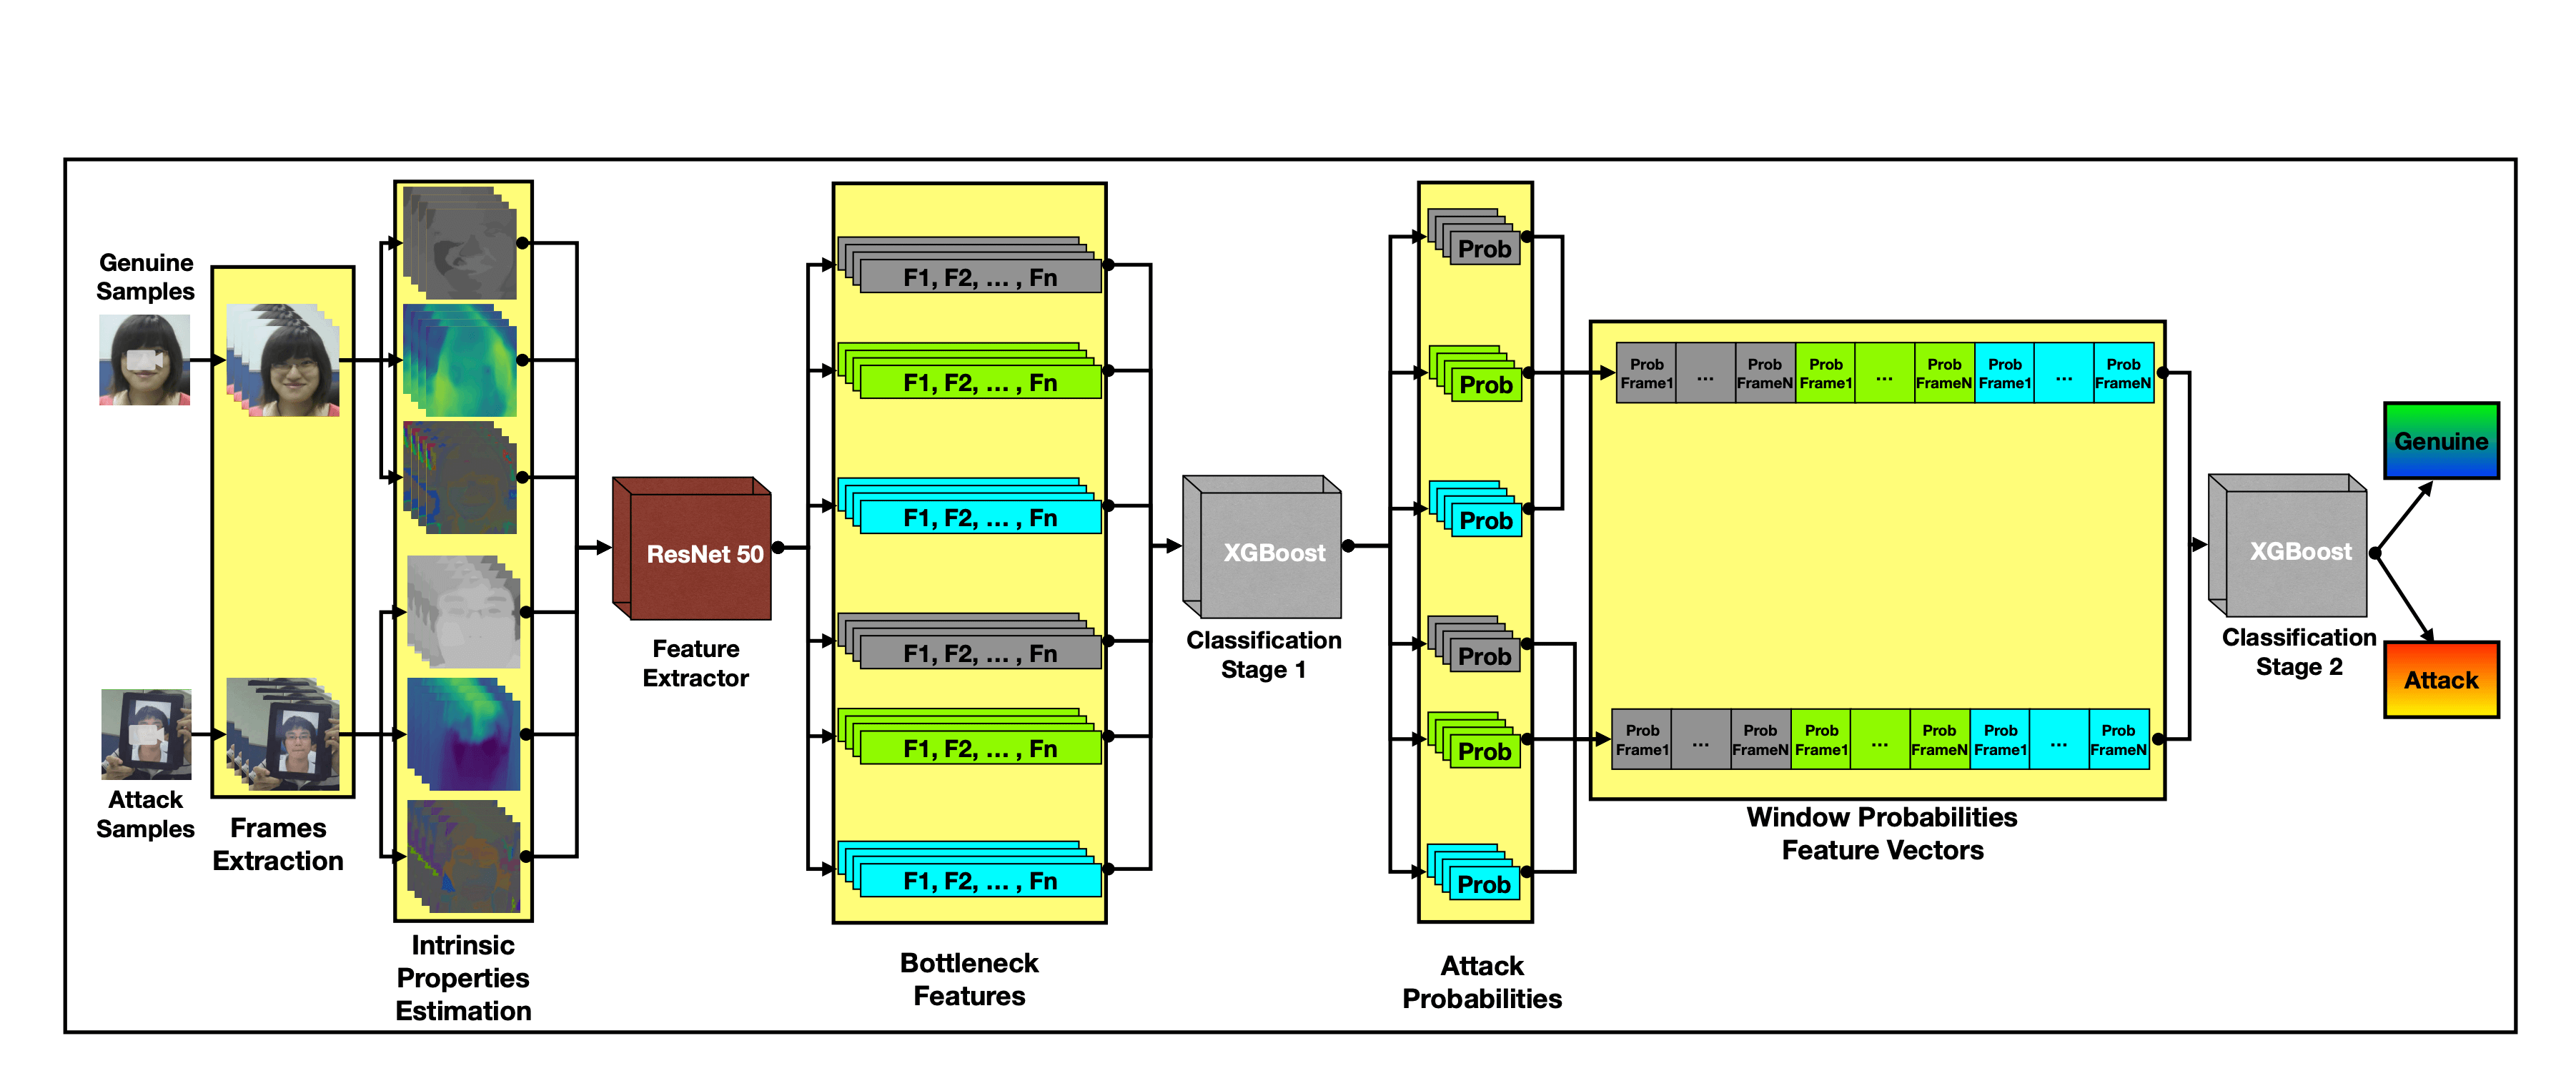 Genuine
Samples
Attack
Samples
Frames
Extraction
Intrinsic
Properties
Estimation
ResNet 50
Feature
Extractor
F1, F2, ... , Fn
F1, F2, ... , Fn
F1, F2, ... , Fn
F1, F2, ... , Fn
F1, F2, ... , Fn
F1, F2, ... , Fn
Bottleneck
Features
XGBoost
Classification
Stage 1
Prob
Prob
Prob
Prob
Prob
Prob
Attack
Probabilities
Prob Frame1 ... Prob FrameN Prob Frame1 ... Prob FrameN Prob Frame1 ... Prob FrameN
Prob Frame1 ... Prob FrameN Prob Frame1 ... Prob FrameN Prob Frame1 ... Prob FrameN
Window Probabilities
Feature Vectors
XGBoost
Classification
Stage 2
Genuine
Attack